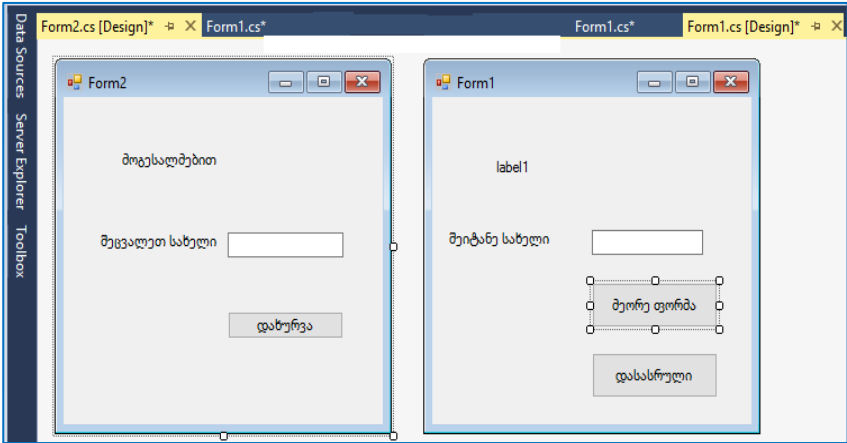 Form2.cs [Design]* Form1.cs* Form1.cs* Form1.cs [Design]*
Data Sources
Server Explorer
Toolbox
Form2
მოგესალმებით
შეცვალეთ სახელი
დახურვა
Form1
label1
შეიტანე სახელი
მეორე ფორმა
დასასრული